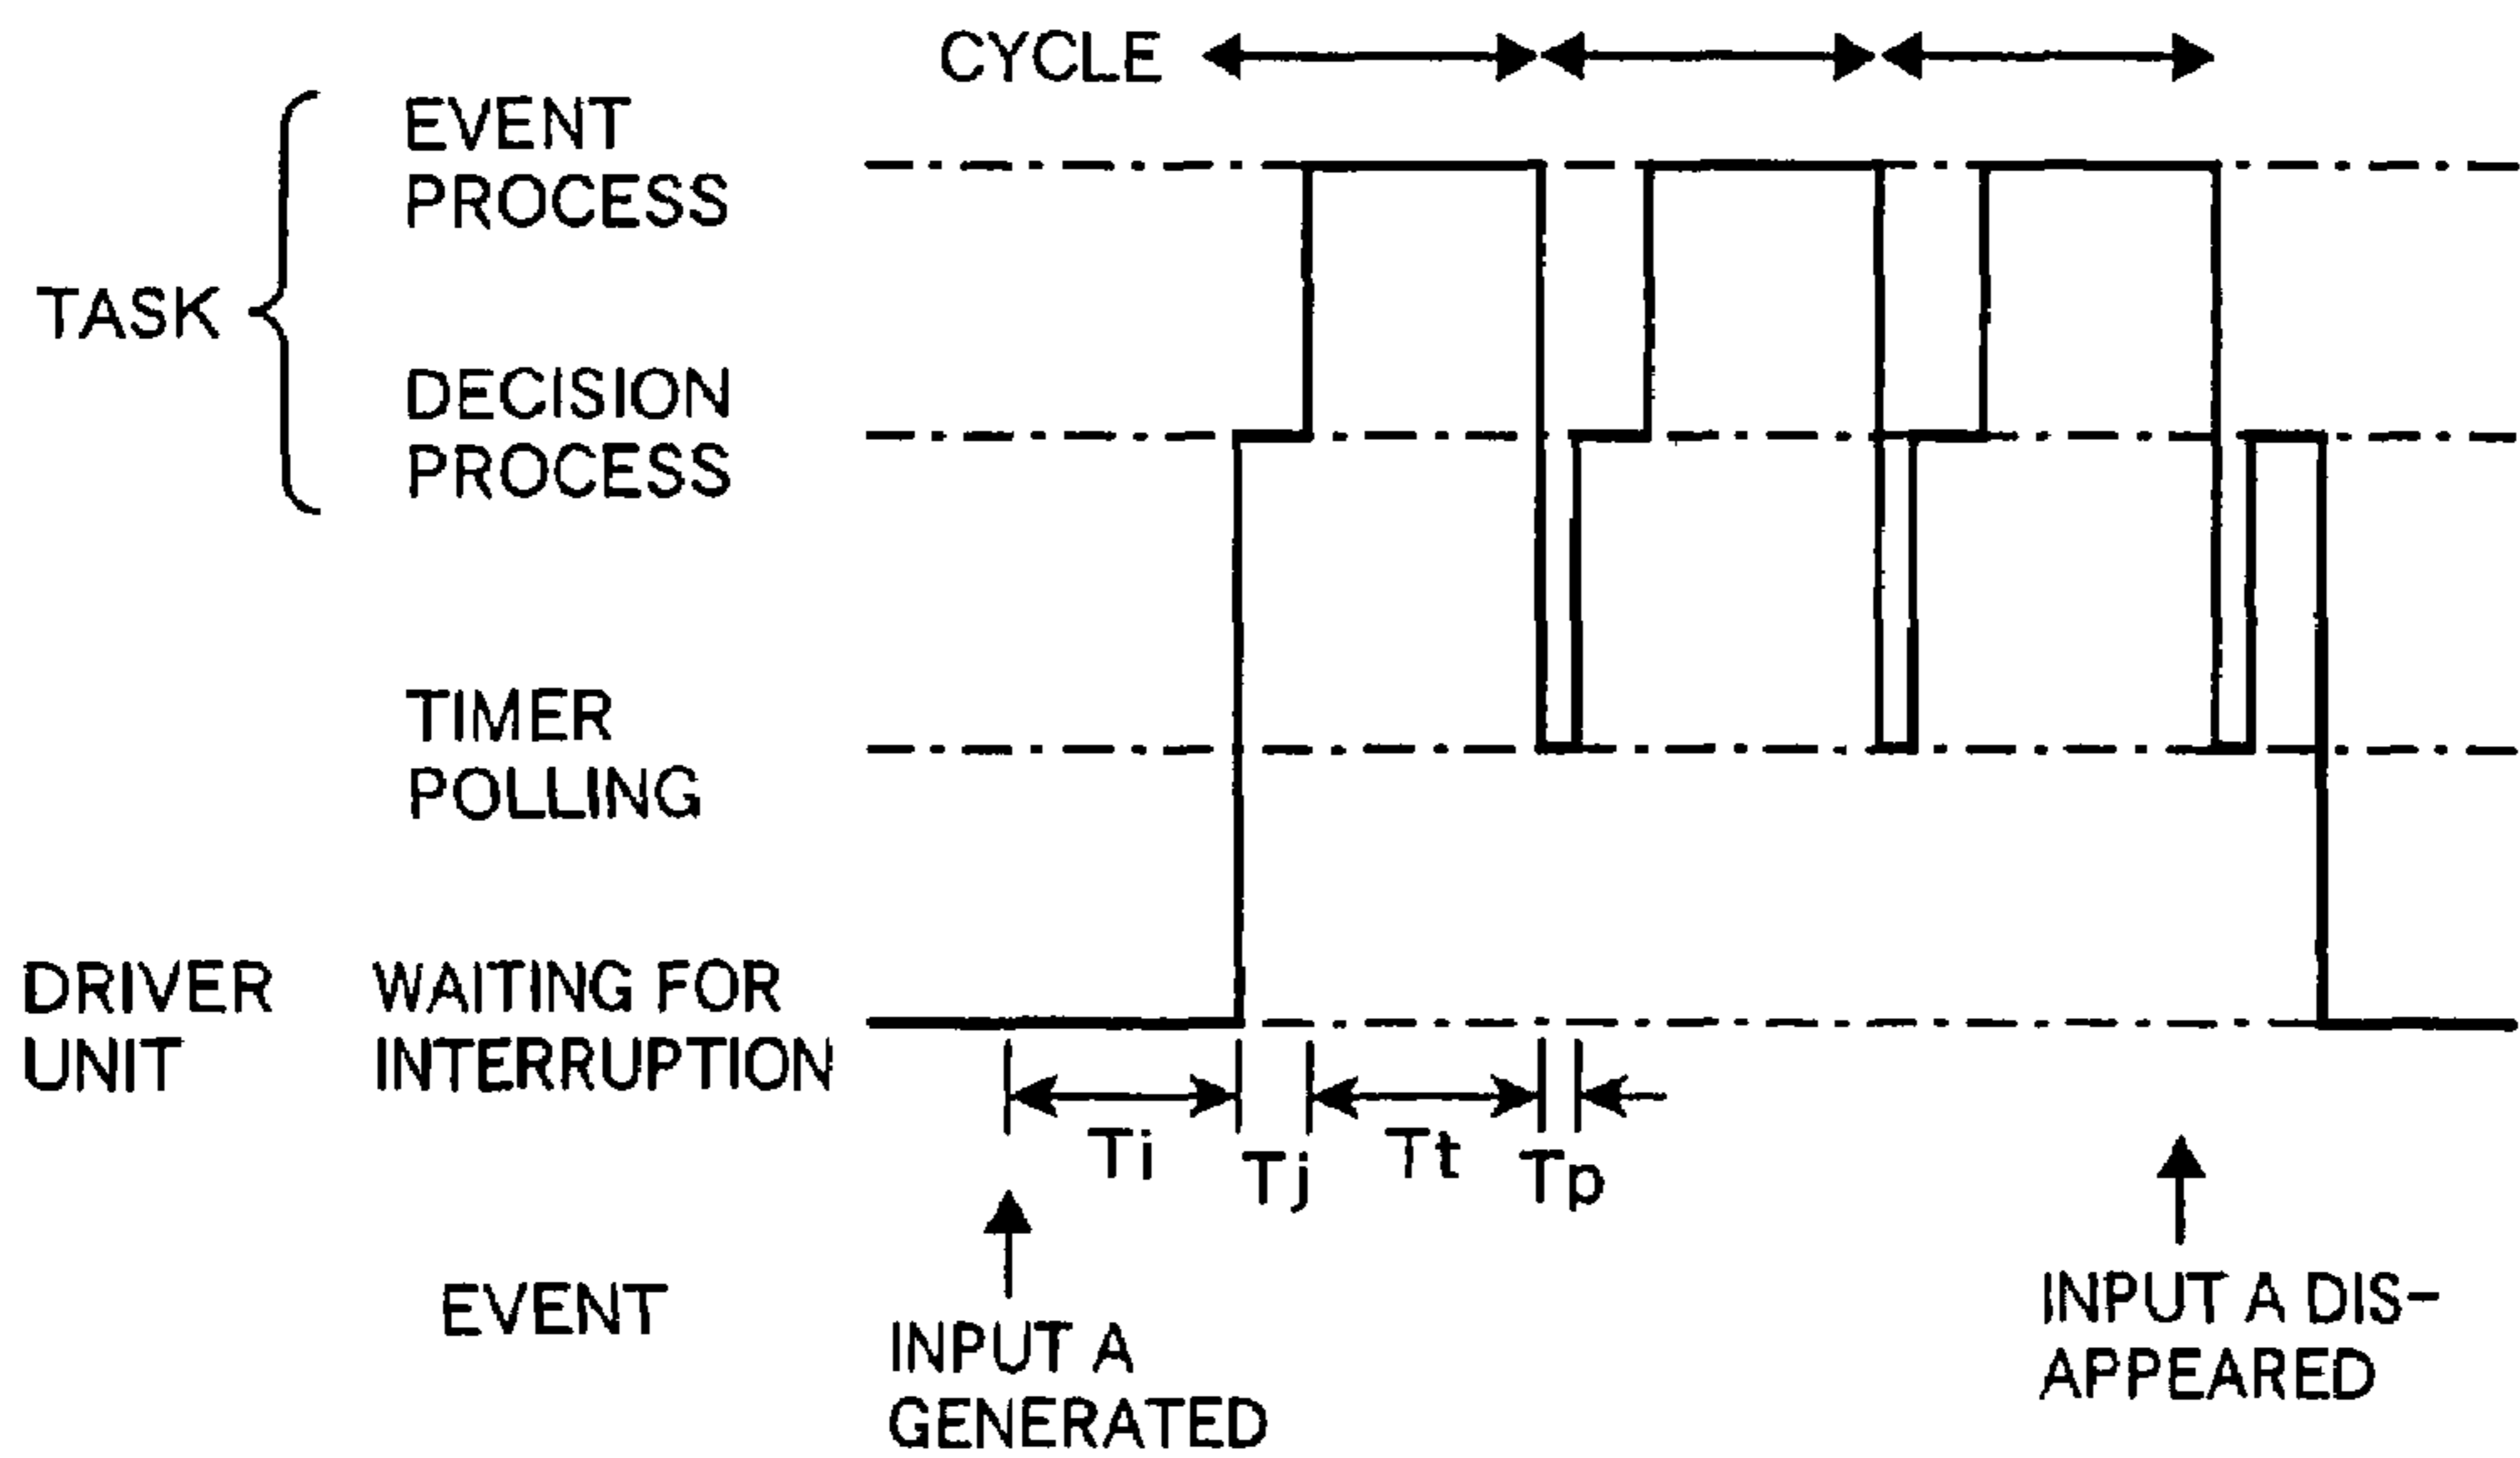 CYCLE
EVENT
PROCESS
TASK
DECISION
PROCESS
TIMER
POLLING
DRIVER
UNIT
WAITING FOR
INTERRUPTION
Ti
Tj
Tt
Tp
EVENT
INPUT A
GENERATED
INPUT A DIS-
APPEARED